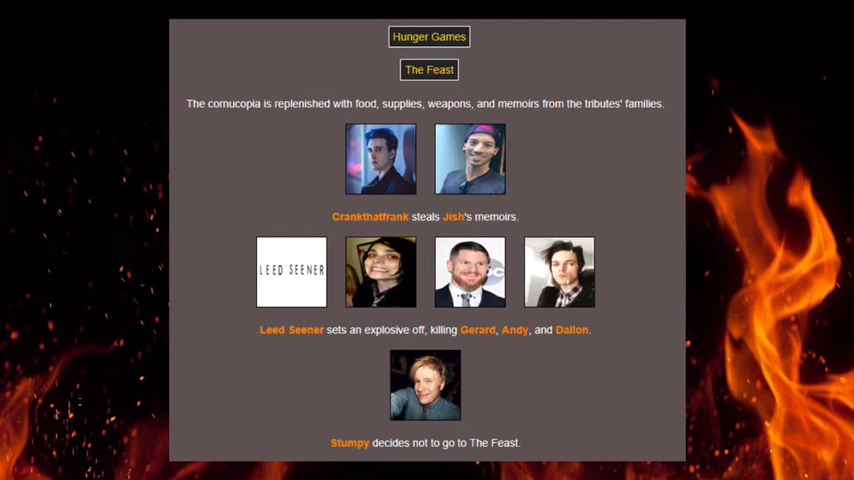 Hunger Games
The Feast
The cornucopia is replenished with food, supplies, weapons, and memoirs from the tributes' families.
Crankthatfrank steals Jish's memoirs.
LEED SEENER
Leed Seener sets an explosive off, killing Gerard, Andy, and Dallon.
Stumpy decides not to go to The Feast.